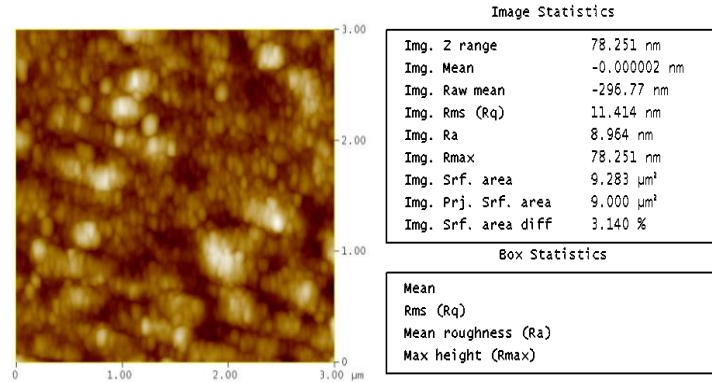 Image Statistics
Img. Z range 78.251 nm
Img. Mean -0.000002 nm
Img. Raw mean -296.77 nm
Img. Rms (Rq) 11.414 nm
Img. Ra 8.964 nm
Img. Rmax 78.251 nm
Img. Srf. area 9.283 µm²
Img. Prj. Srf. area 9.000 µm²
Img. Srf. area diff 3.140 %
Box Statistics
Mean
Rms (Rq)
Mean roughness (Ra)
Max height (Rmax)
3.00
2.00
1.00
0
0 1.00 2.00 3.00 µm